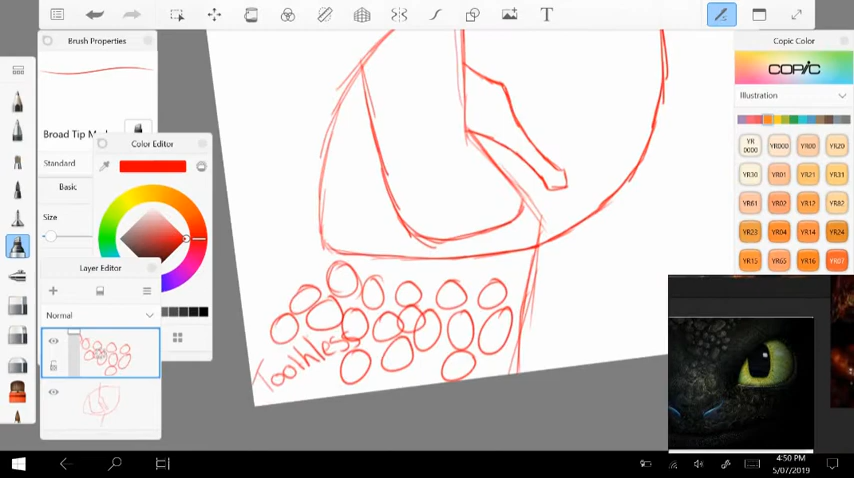 T
Brush Properties
Copic Color
COPIC
Illustration
Broad Tip Ma
Color Editor
Standard
Basic
Size
Layer Editor
Normal
YR
0000
YR000
YR00
YR20
YR30
YR01
YR21
YR31
YR61
YR02
YR12
YR82
YR23
YR04
YR14
YR24
YR15
YR65
YR16
YR07
Toothless
4:50 PM
5/07/2019